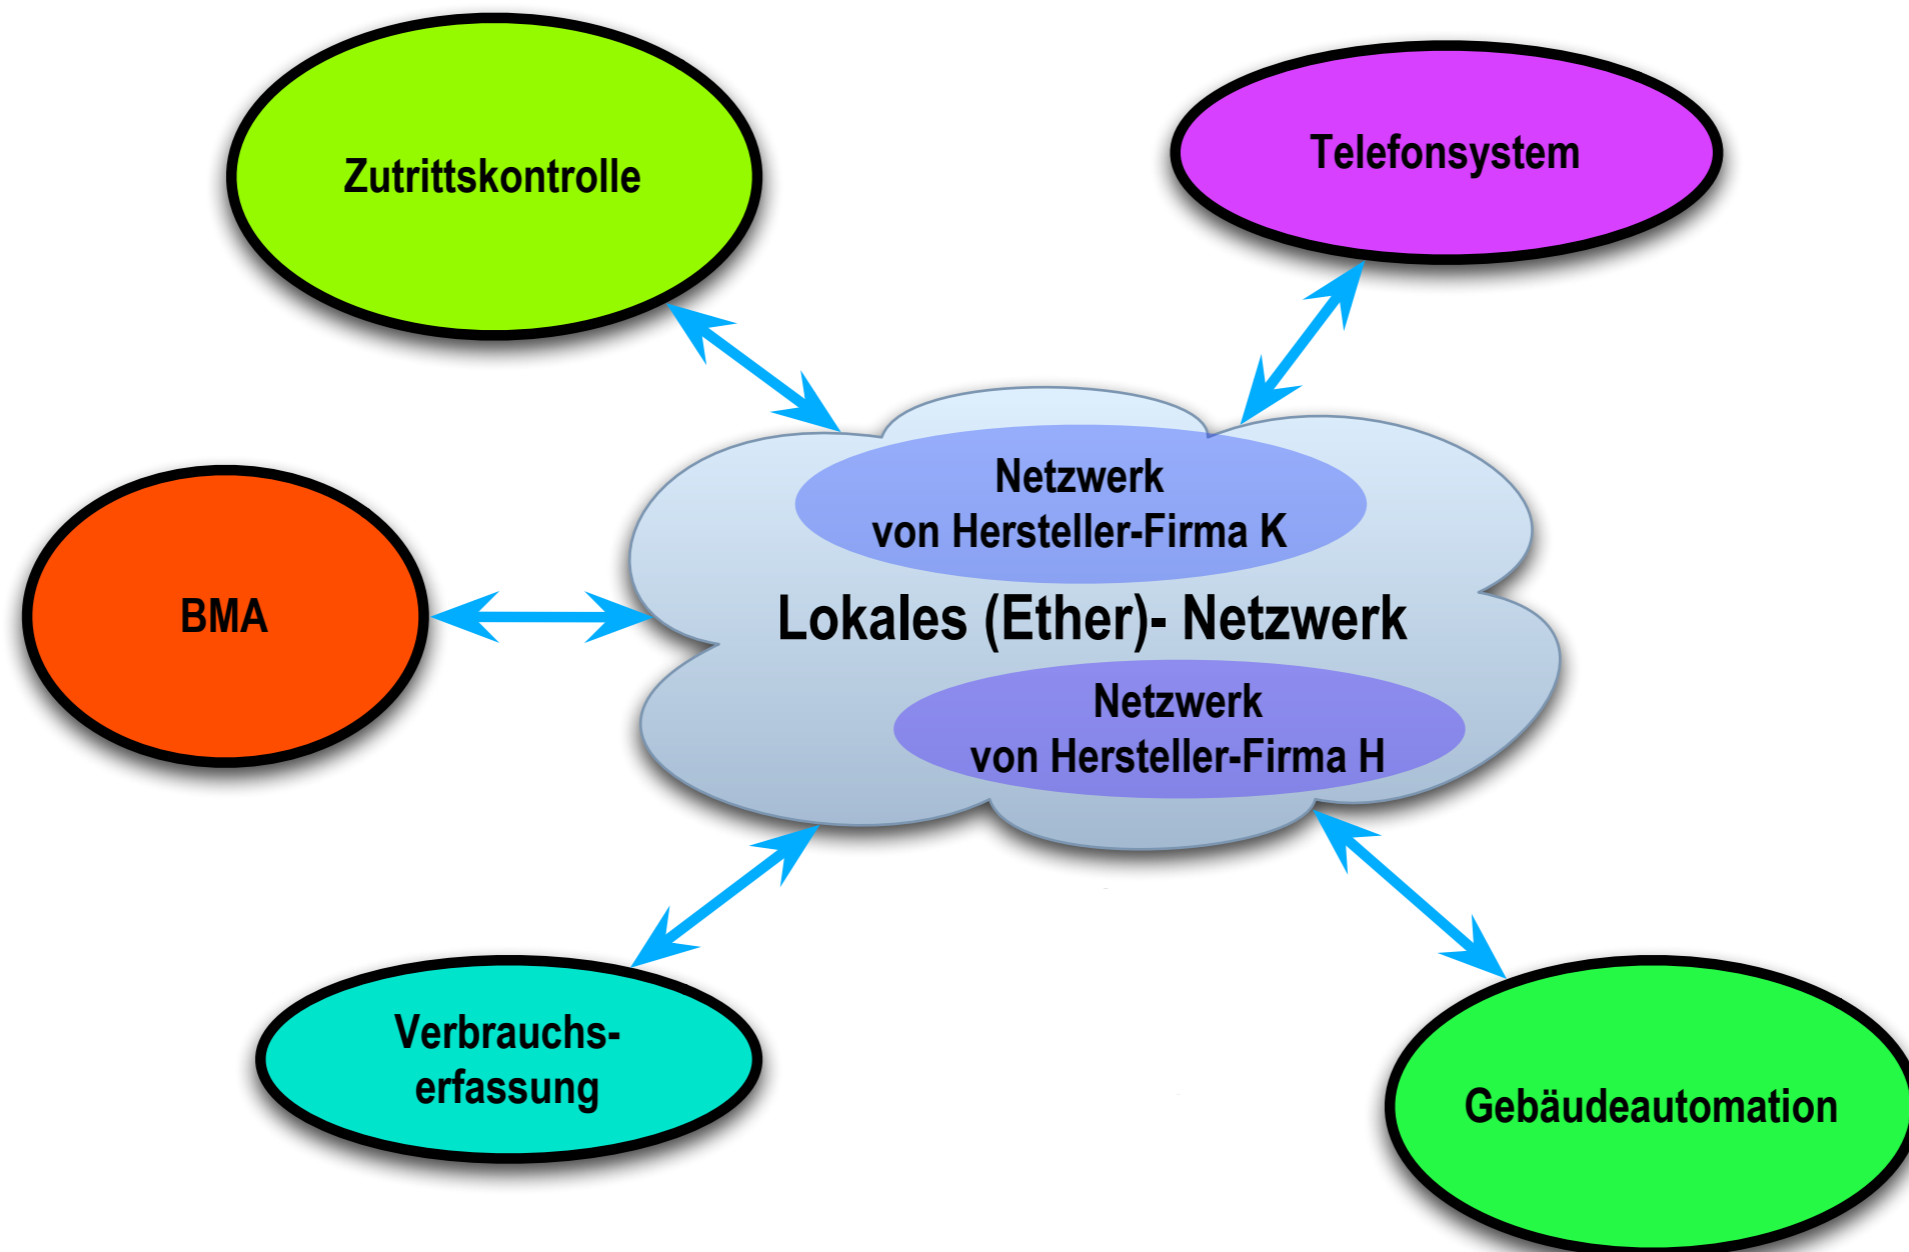 Zutrittskontrolle
Telefonsystem
Netzwerk
von Hersteller-Firma K
BMA
Lokales (Ether)- Netzwerk
Netzwerk
von Hersteller-Firma H
Verbrauchs-
erfassung
Gebäudeautomation